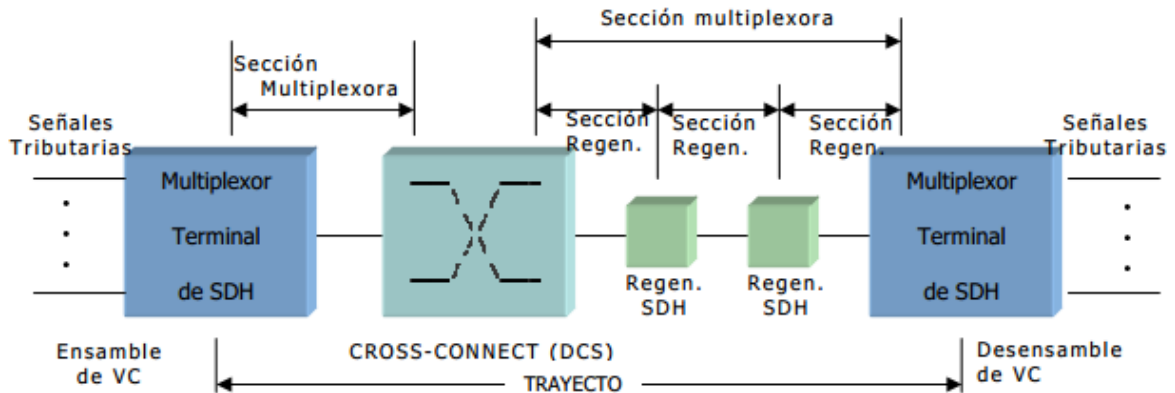 Sección multiplexora
Sección
Multiplexora
Sección
Regen.
Sección
Regen.
Sección
Regen.
Señales
Tributarias
Señales
Tributarias
Multiplexor
Terminal
de SDH
Multiplexor
Terminal
de SDH
Regen.
SDH
Regen.
SDH
Ensamble
de VC
CROSS-CONNECT (DCS)
Desensamble
de VC
TRAYECTO